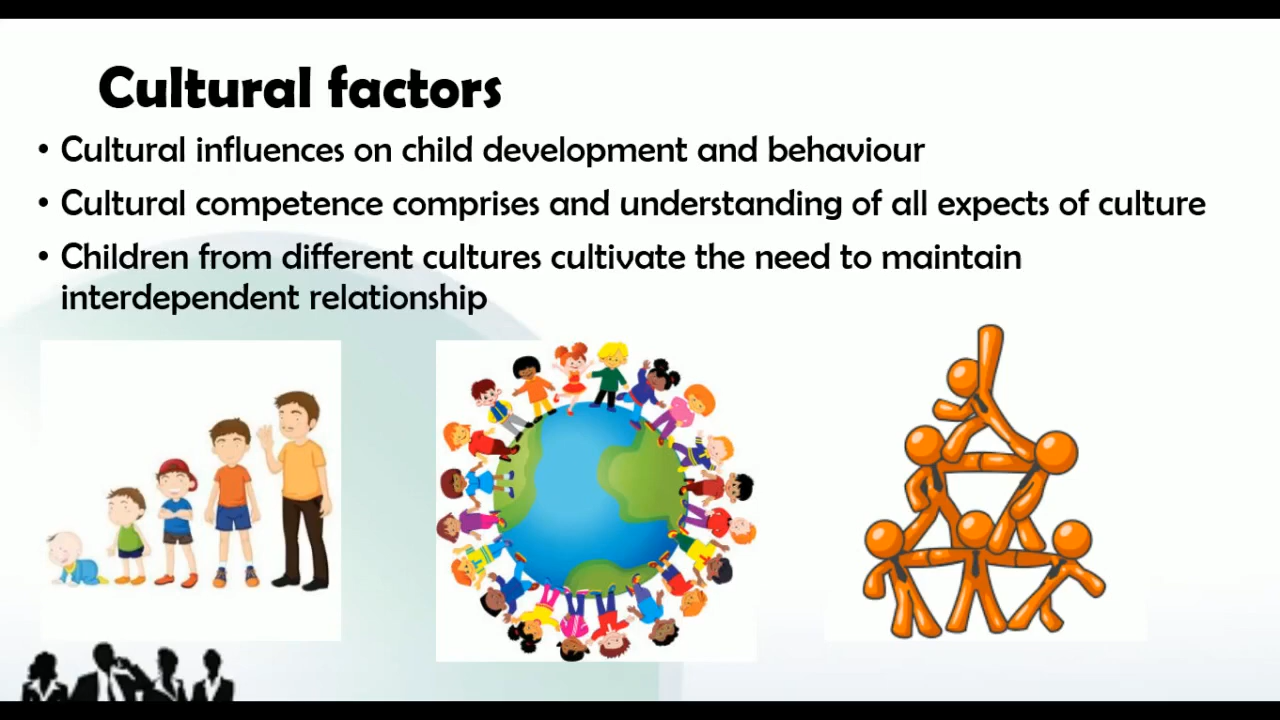 Cultural factors
• Cultural influences on child development and behaviour
• Cultural competence comprises and understanding of all expects of culture
• Children from different cultures cultivate the need to maintain
interdependent relationship